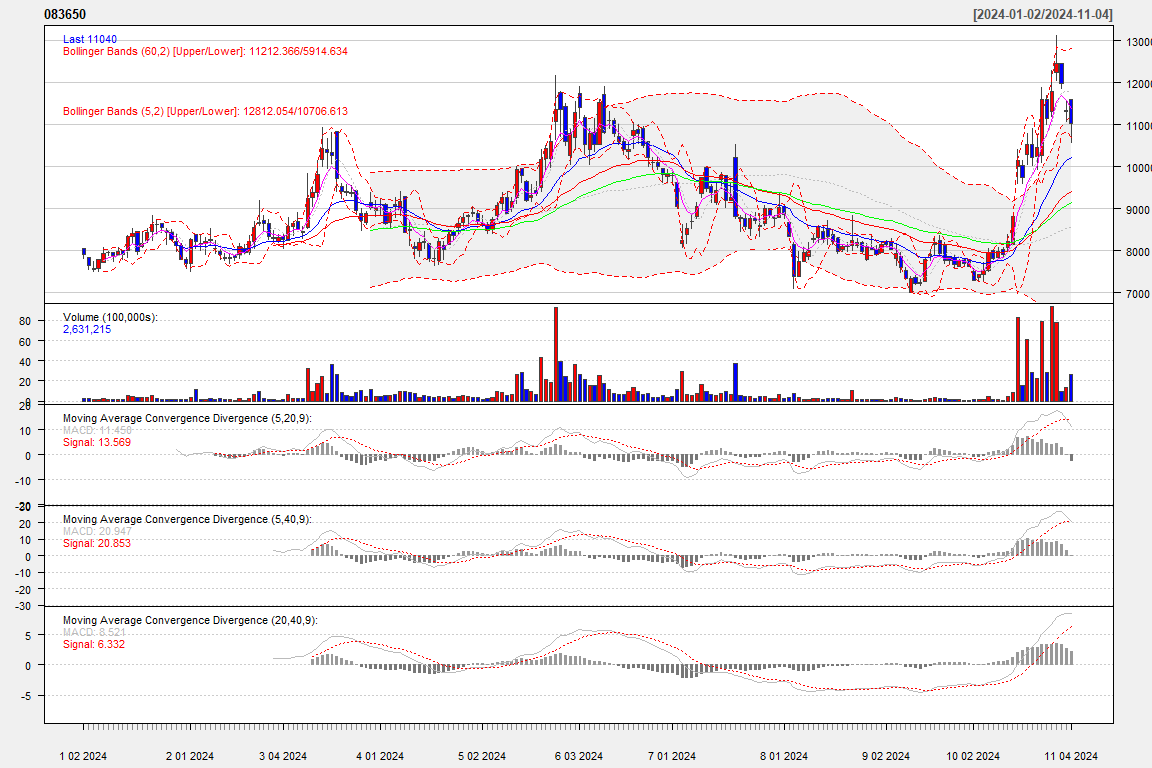 083650 [2024-01-02/2024-11-04]
Last 11040
Bollinger Bands (60,2) [Upper/Lower]: 11212.366/5914.634
Bollinger Bands (5,2) [Upper/Lower]: 12812.054/10706.613
13000
12000
11000
10000
9000
8000
7000
Volume (100,000s):
2,631,215
80
60
40
20
0
Moving Average Convergence Divergence (5,20,9):
MACD: 11.450
Signal: 13.569
20
10
0
-10
-20
Moving Average Convergence Divergence (5,40,9):
MACD: 20.947
Signal: 20.853
30
20
10
0
-10
-20
-30
Moving Average Convergence Divergence (20,40,9):
MACD: 8.521
Signal: 6.332
5
0
-5
1 02 2024 2 01 2024 3 04 2024 4 01 2024 5 02 2024 6 03 2024 7 01 2024 8 01 2024 9 02 2024 10 02 2024 11 04 2024